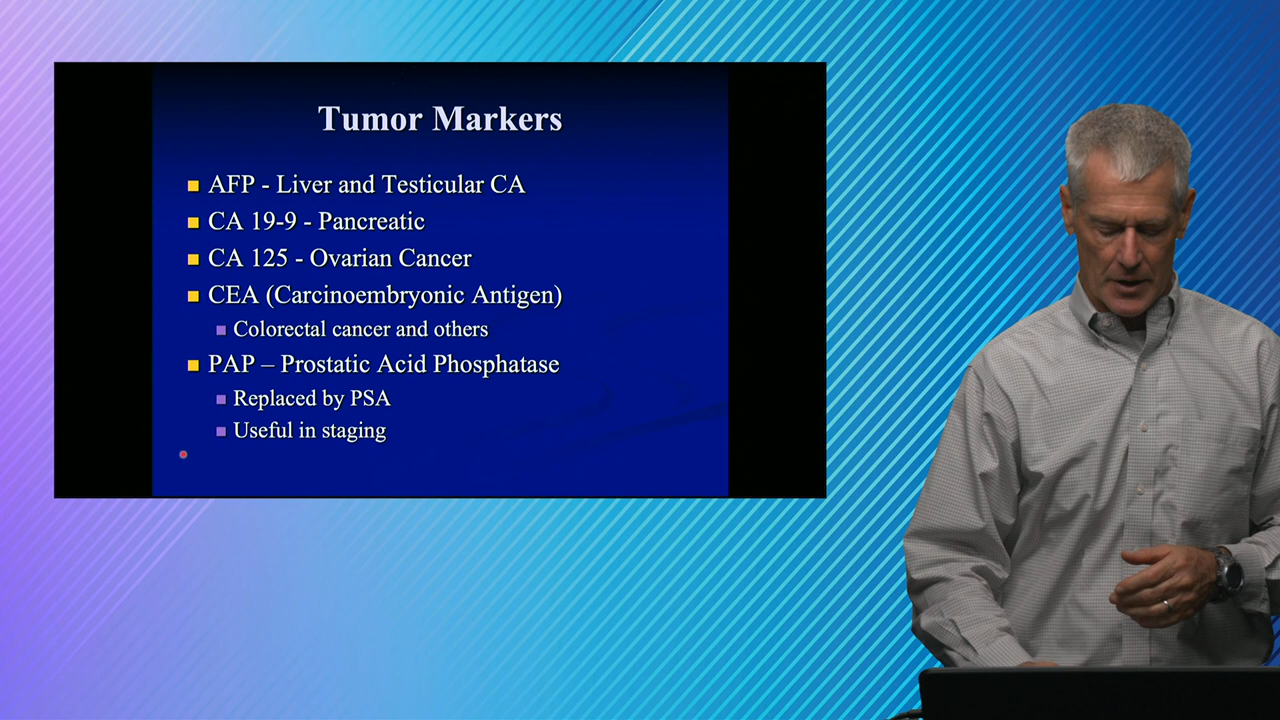 Tumor Markers
AFP - Liver and Testicular CA
CA 19-9 - Pancreatic
CA 125 - Ovarian Cancer
CEA (Carcinoembryonic Antigen)
Colorectal cancer and others
PAP – Prostatic Acid Phosphatase
Replaced by PSA
Useful in staging